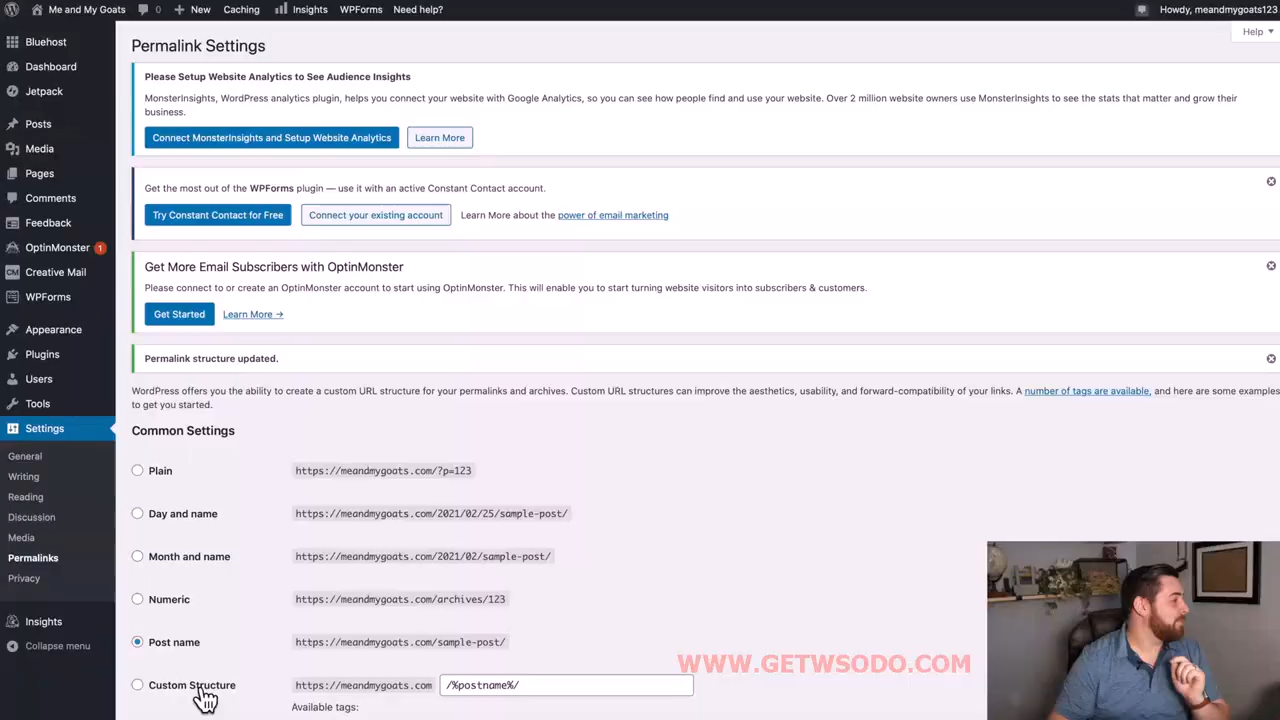 Me and My Goats 0 New Caching Insights WPForms Need help? Howdy, meandmygoats123
Help
Bluehost
Dashboard
Jetpack
Posts
Media
Pages
Comments
Feedback
OptinMonster 1
CM Creative Mail
WPForms
Appearance
Plugins
Users
Tools
Settings
General
Writing
Reading
Discussion
Media
Permalinks
Privacy
Insights
Collapse menu
Permalink Settings
Please Setup Website Analytics to See Audience Insights
MonsterInsights, WordPress analytics plugin, helps you connect your website with Google Analytics, so you can see how people find and use your website. Over 2 million website owners use MonsterInsights to see the stats that matter and grow their
business.
Connect MonsterInsights and Setup Website Analytics Learn More
Get the most out of the WPForms plugin — use it with an active Constant Contact account.
Try Constant Contact for Free Connect your existing account Learn More about the power of email marketing
Get More Email Subscribers with OptinMonster
Please connect to or create an OptinMonster account to start using OptinMonster. This will enable you to start turning website visitors into subscribers & customers.
Get Started Learn More →
Permalink structure updated.
WordPress offers you the ability to create a custom URL structure for your permalinks and archives. Custom URL structures can improve the aesthetics, usability, and forward-compatibility of your links. A number of tags are available, and here are some examples
to get you started.
Common Settings
Plain https://meandmygoats.com/?p=123
Day and name https://meandmygoats.com/2021/02/25/sample-post/
Month and name https://meandmygoats.com/2021/02/sample-post/
Numeric https://meandmygoats.com/archives/123
Post name https://meandmygoats.com/sample-post/
Custom Structure https://meandmygoats.com /%postname%/
Available tags:
WWW.GETWSODO.COM